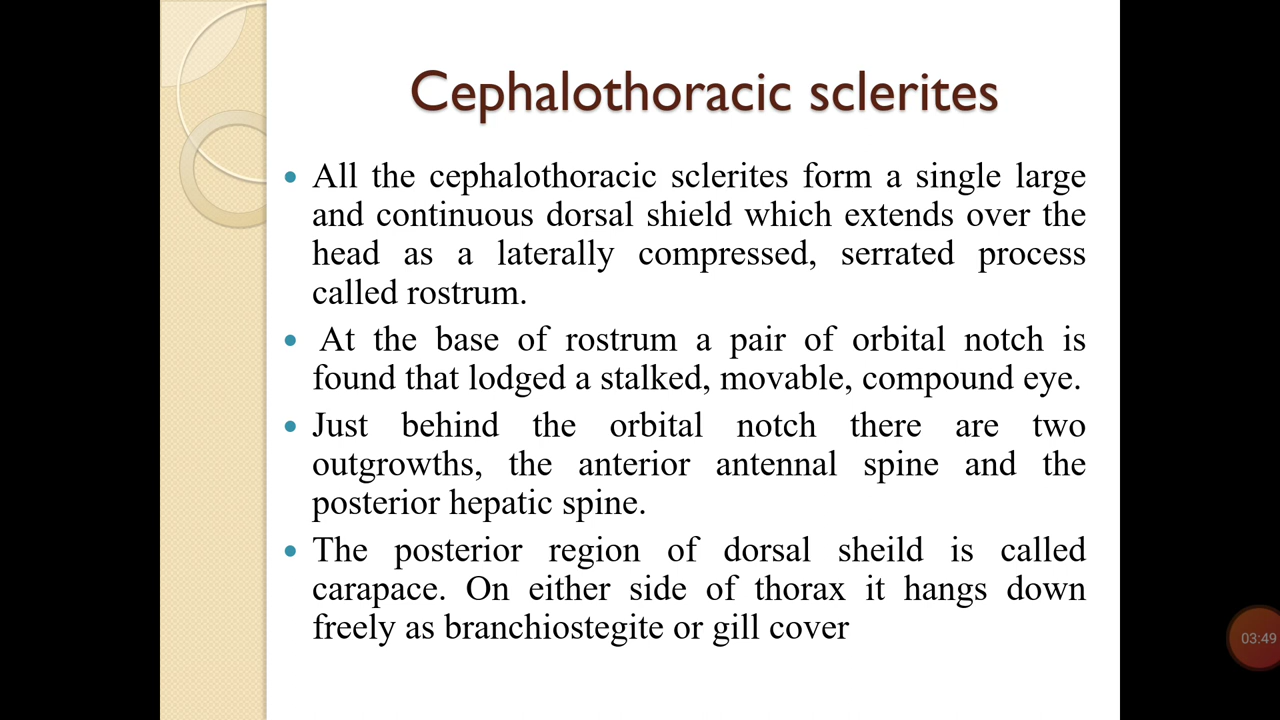 Cephalothoracic sclerites
• All the cephalothoracic sclerites form a single large
and continuous dorsal shield which extends over the
head as a laterally compressed, serrated process
called rostrum.
• At the base of rostrum a pair of orbital notch is
found that lodged a stalked, movable, compound eye.
• Just behind the orbital notch there are two
outgrowths, the anterior antennal spine and the
posterior hepatic spine.
• The posterior region of dorsal sheild is called
carapace. On either side of thorax it hangs down
freely as branchiostegite or gill cover
03:49